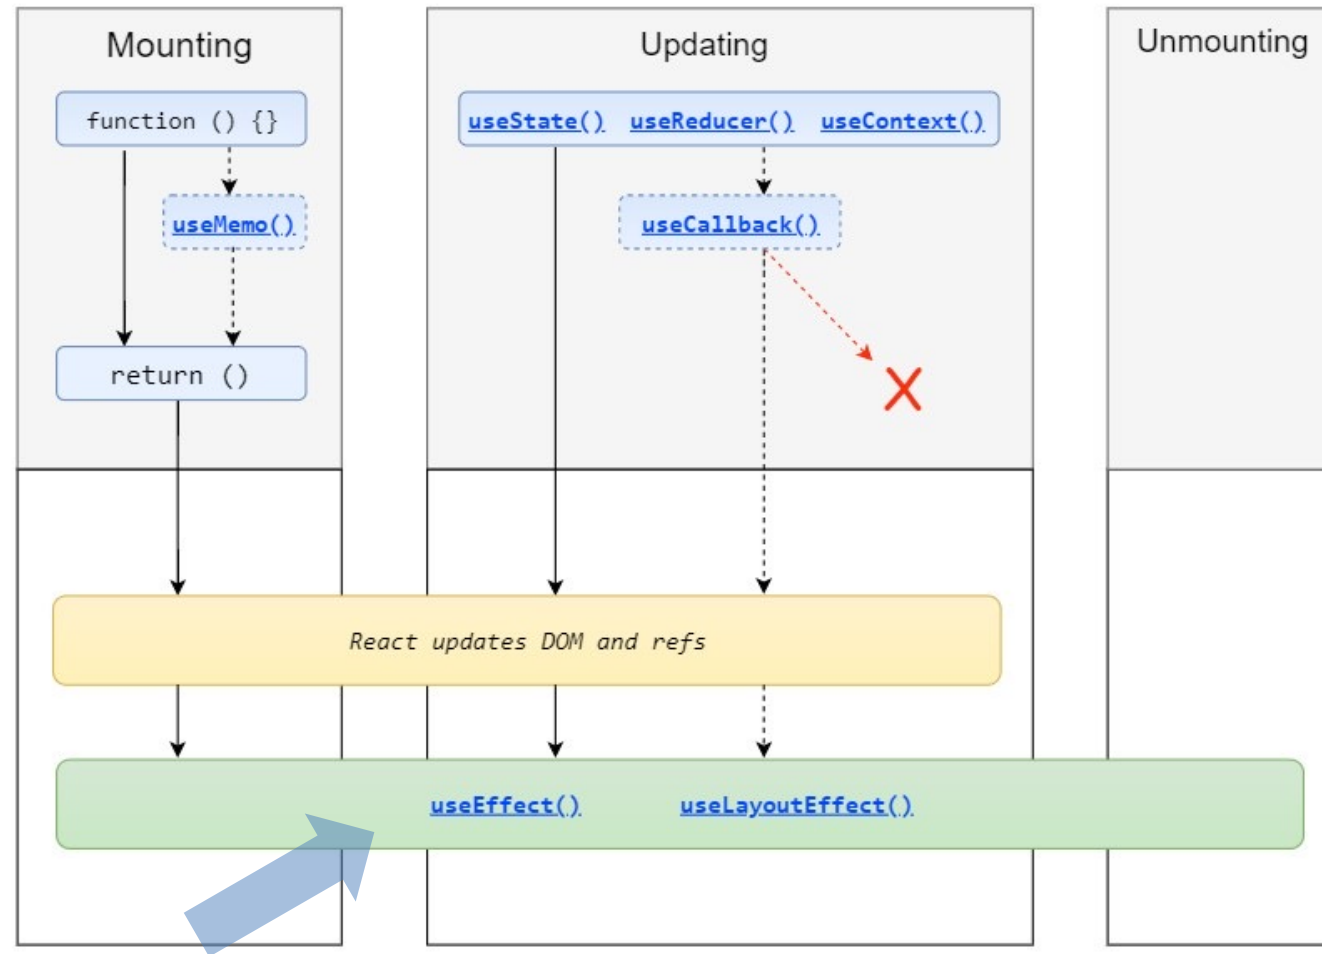 Mounting
function () {}
useMemo()
return ()
Updating
useState() useReducer() useContext()
useCallback()
X
Unmounting
React updates DOM and refs
useEffect() useLayoutEffect()